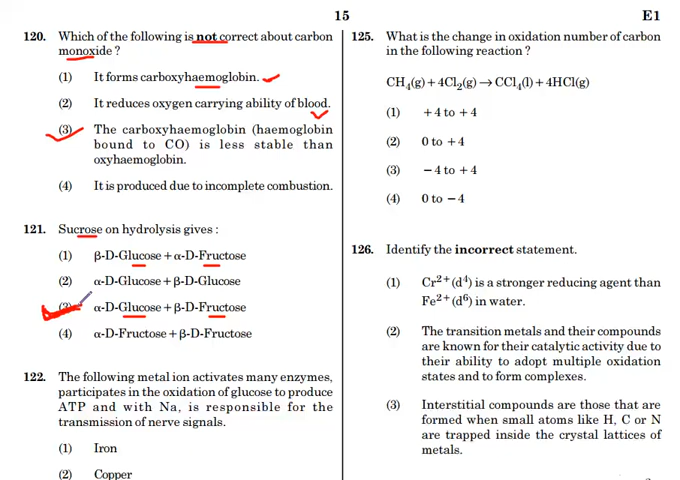 15
E1
120. Which of the following is not correct about carbon
monoxide ?
(1) It forms carboxyhaemoglobin.
(2) It reduces oxygen carrying ability of blood.
(3) The carboxyhaemoglobin (haemoglobin
bound to CO) is less stable than
oxyhaemoglobin.
(4) It is produced due to incomplete combustion.
121. Sucrose on hydrolysis gives :
(1) β-D-Glucose + α-D-Fructose
(2) α-D-Glucose + β-D-Glucose
(3) α-D-Glucose + β-D-Fructose
(4) α-D-Fructose + β-D-Fructose
122. The following metal ion activates many enzymes,
participates in the oxidation of glucose to produce
ATP and with Na, is responsible for the
transmission of nerve signals.
(1) Iron
(2) Copper
125. What is the change in oxidation number of carbon
in the following reaction ?
CH₄(g) + 4Cl₂(g) → CCl₄(l) + 4HCl(g)
(1) + 4 to + 4
(2) 0 to + 4
(3) − 4 to + 4
(4) 0 to − 4
126. Identify the incorrect statement.
(1) Cr²⁺ (d⁴) is a stronger reducing agent than
Fe²⁺ (d⁶) in water.
(2) The transition metals and their compounds
are known for their catalytic activity due to
their ability to adopt multiple oxidation
states and to form complexes.
(3) Interstitial compounds are those that are
formed when small atoms like H, C or N
are trapped inside the crystal lattices of
metals.